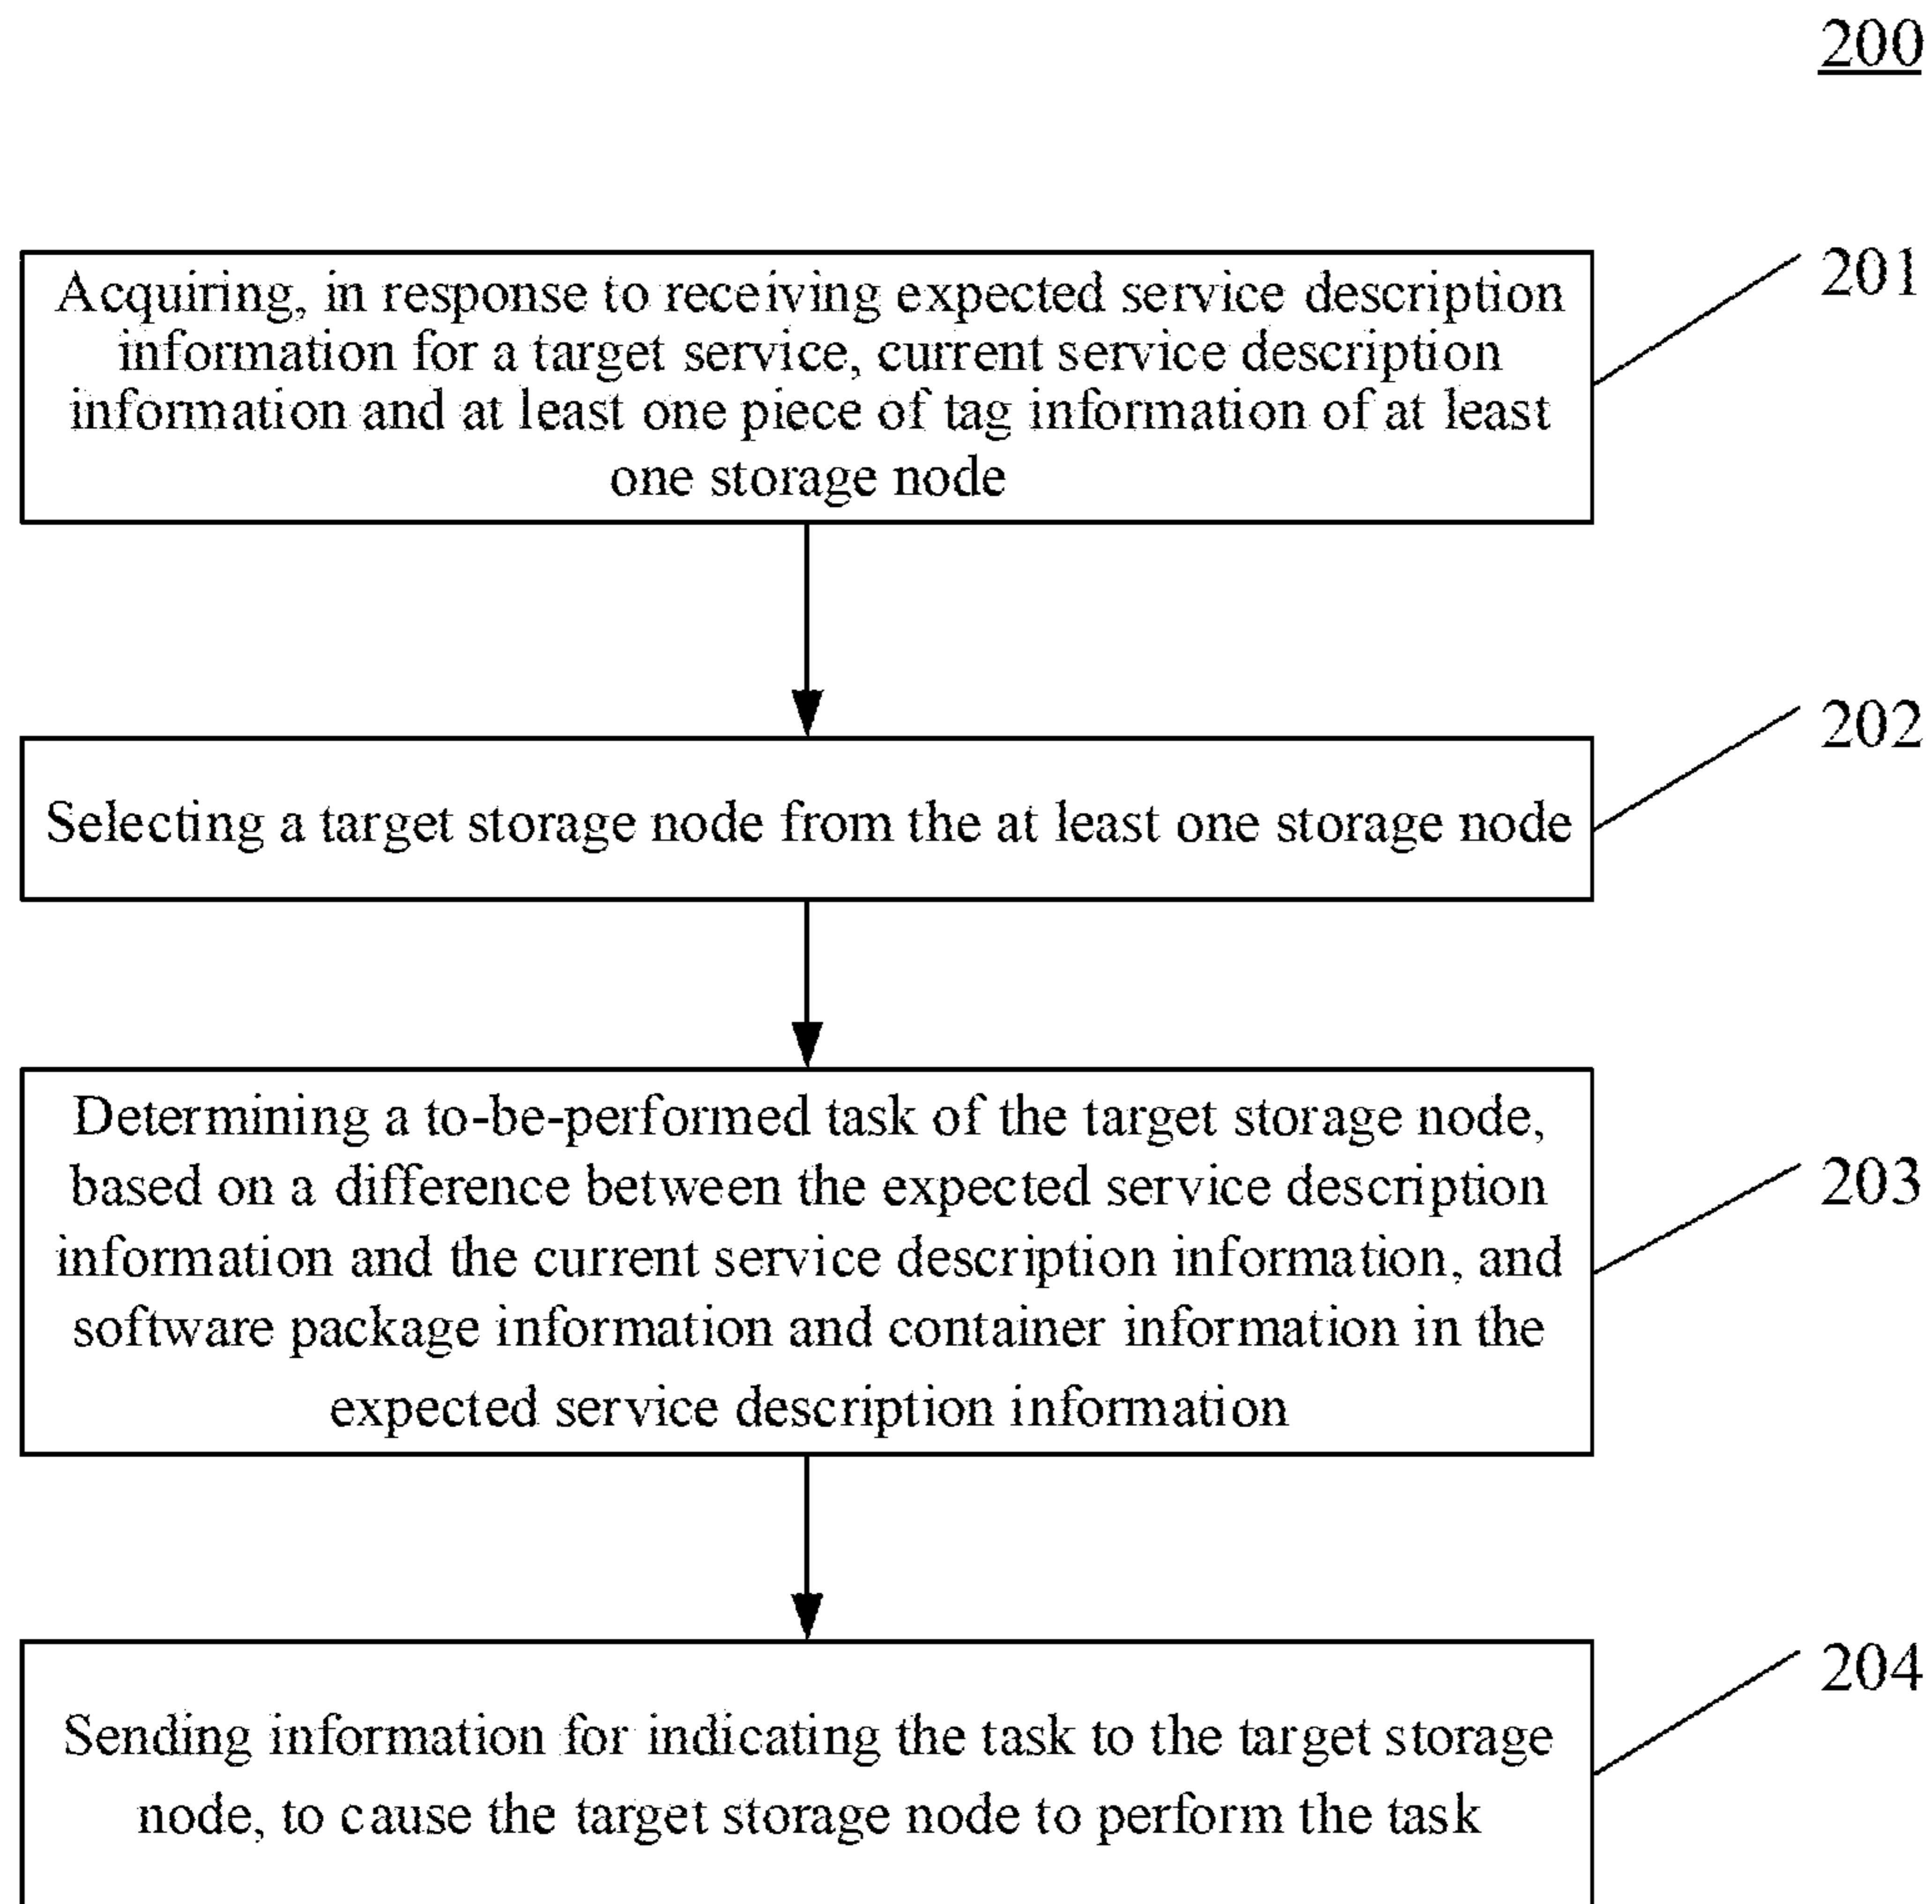 200
Acquiring, in response to receiving expected service description
information for a target service, current service description
information and at least one piece of tag information of at least
one storage node
201
Selecting a target storage node from the at least one storage node
202
Determining a to-be-performed task of the target storage node,
based on a difference between the expected service description
information and the current service description information, and
software package information and container information in the
expected service description information
203
Sending information for indicating the task to the target storage
node, to cause the target storage node to perform the task
204